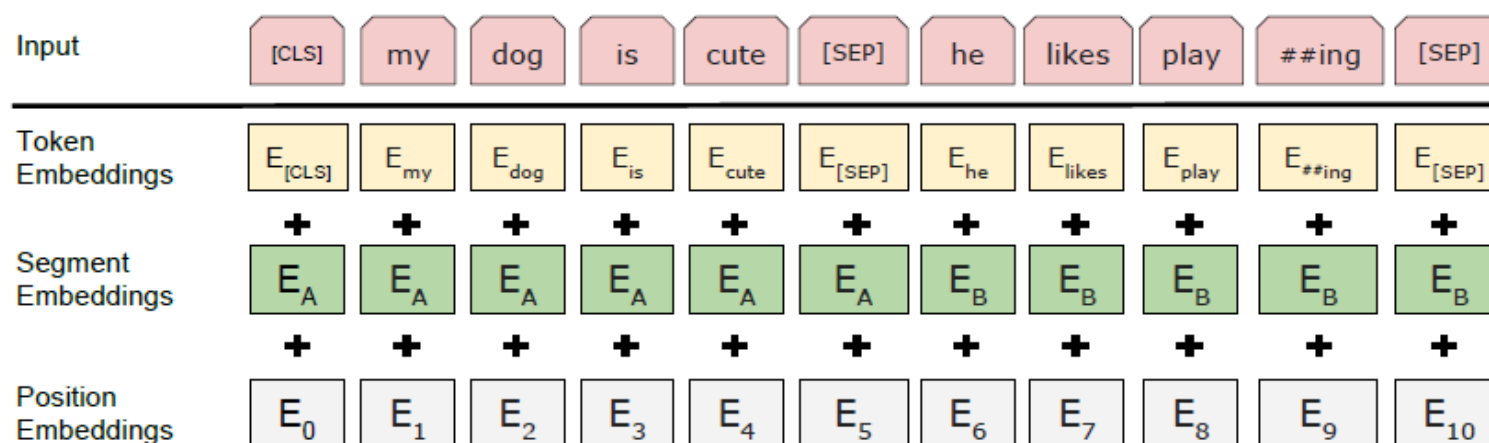 Input [CLS] my dog is cute [SEP] he likes play ##ing [SEP]
Token
Embeddings E[CLS] Emy Edog Eis Ecute E[SEP] Ehe Elikes Eplay E##ing E[SEP]
+ + + + + + + + + + +
Segment
Embeddings EA EA EA EA EA EA EB EB EB EB EB
+ + + + + + + + + + +
Position
Embeddings E0 E1 E2 E3 E4 E5 E6 E7 E8 E9 E10